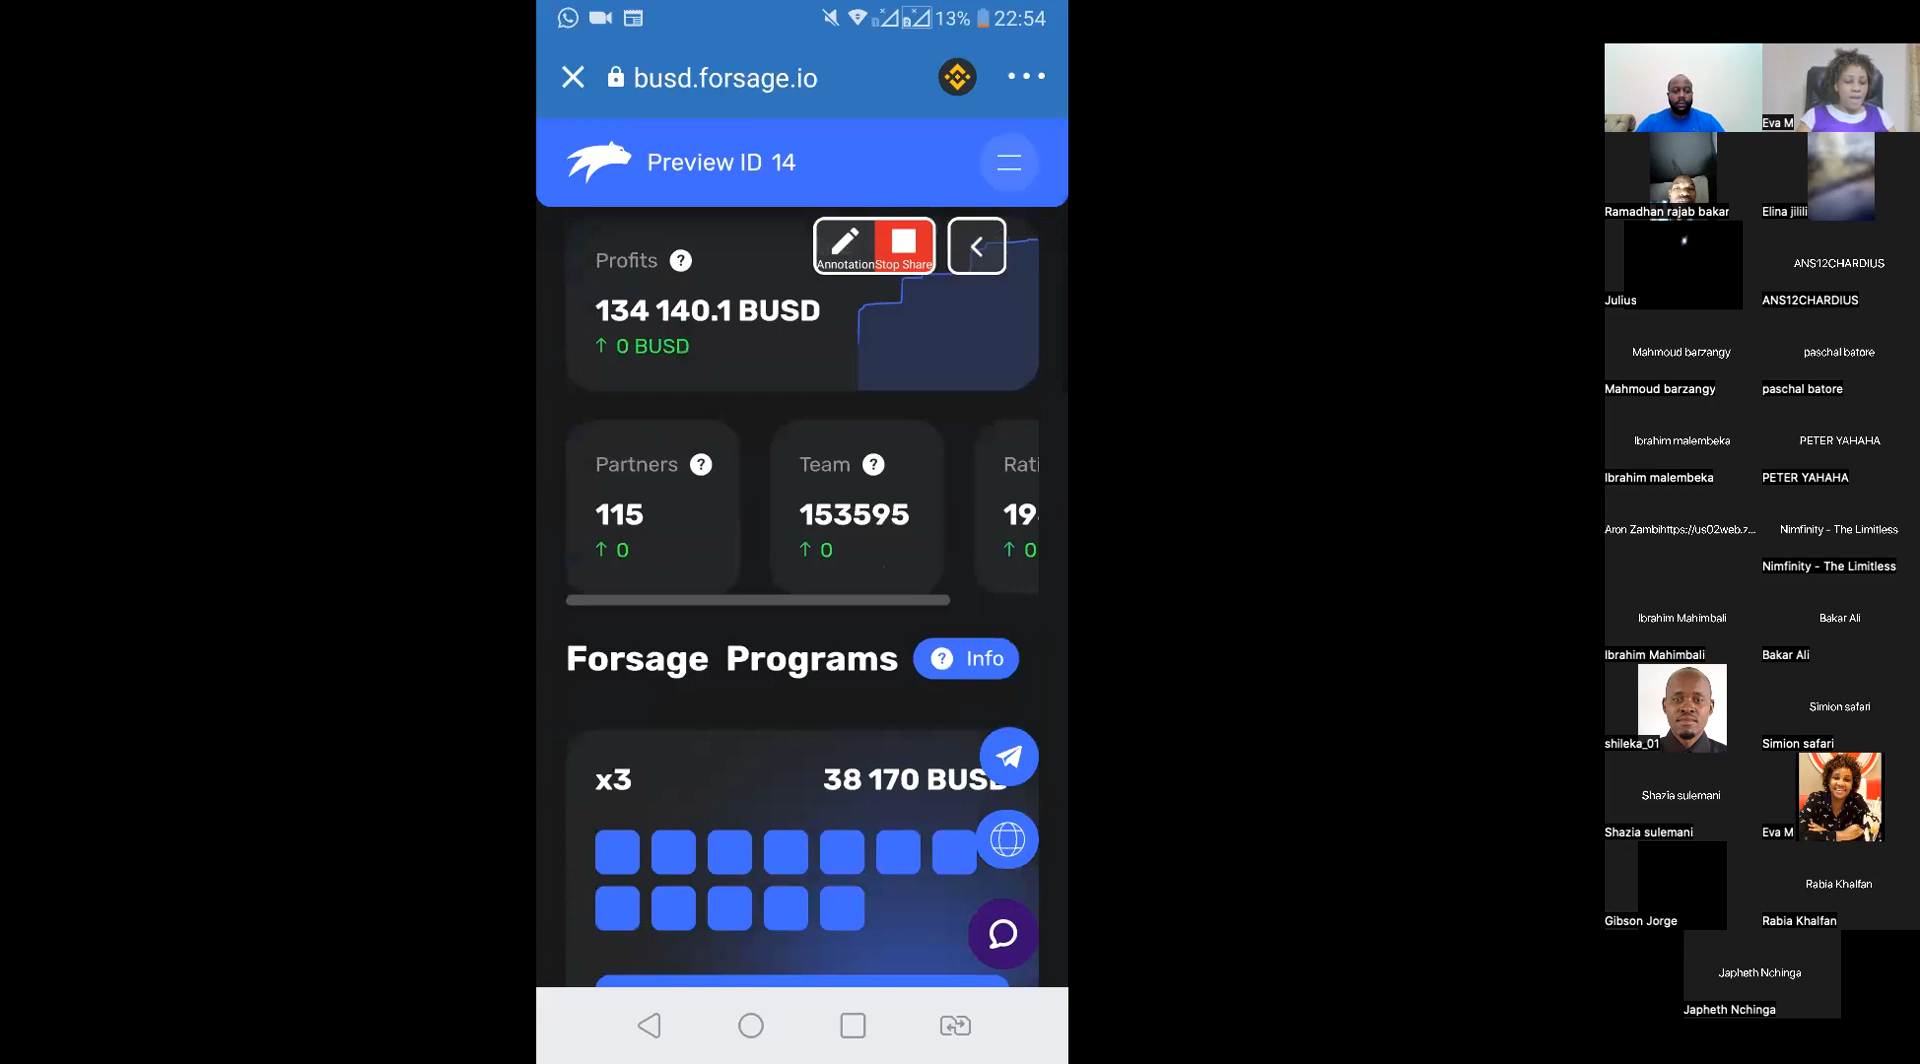 13% 22:54
busd.forsage.io
Preview ID 14
Annotation Stop Share
Profits ?
134 140.1 BUSD
↑ 0 BUSD
Partners ?
115
↑ 0
Team ?
153595
↑ 0
Rati
19
↑ 0
Forsage Programs
? Info
x3
38 170 BUSD
Eva M
Ramadhan rajab bakar
Elina jilili
Julius
ANS12CHARDIUS
ANS12CHARDIUS
Mahmoud barzangy
Mahmoud barzangy
paschal batore
paschal batore
Ibrahim malembeka
Ibrahim malembeka
PETER YAHAHA
PETER YAHAHA
Aron Zambihttps://us02web.z...
Nimfinity - The Limitless
Nimfinity - The Limitless
Ibrahim Mahimbali
Ibrahim Mahimbali
Bakar Ali
Bakar Ali
shileka_01
Simion safari
Simion safari
Shazia sulemani
Shazia sulemani
Eva M
Gibson Jorge
Rabia Khalfan
Rabia Khalfan
Japheth Nchinga
Japheth Nchinga